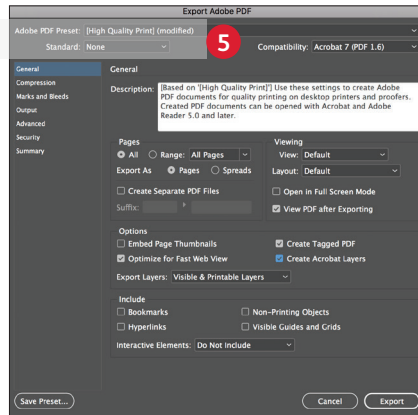 Export Adobe PDF
Adobe PDF Preset: [High Quality Print] (modified)
Standard: None
5
Compatibility: Acrobat 7 (PDF 1.6)
General
Compression
Marks and Bleeds
Output
Advanced
Security
Summary
General
Description: [Based on '[High Quality Print]'] Use these settings to create Adobe
PDF documents for quality printing on desktop printers and proofers.
Created PDF documents can be opened with Acrobat and Adobe
Reader 5.0 and later.
Pages
All Range: All Pages
Export As Pages Spreads
Create Separate PDF Files
Suffix:
Viewing
View: Default
Layout: Default
Open in Full Screen Mode
View PDF after Exporting
Options
Embed Page Thumbnails
Create Tagged PDF
Optimize for Fast Web View
Create Acrobat Layers
Export Layers: Visible & Printable Layers
Include
Bookmarks
Non-Printing Objects
Hyperlinks
Visible Guides and Grids
Interactive Elements: Do Not Include
Save Preset...
Cancel
Export